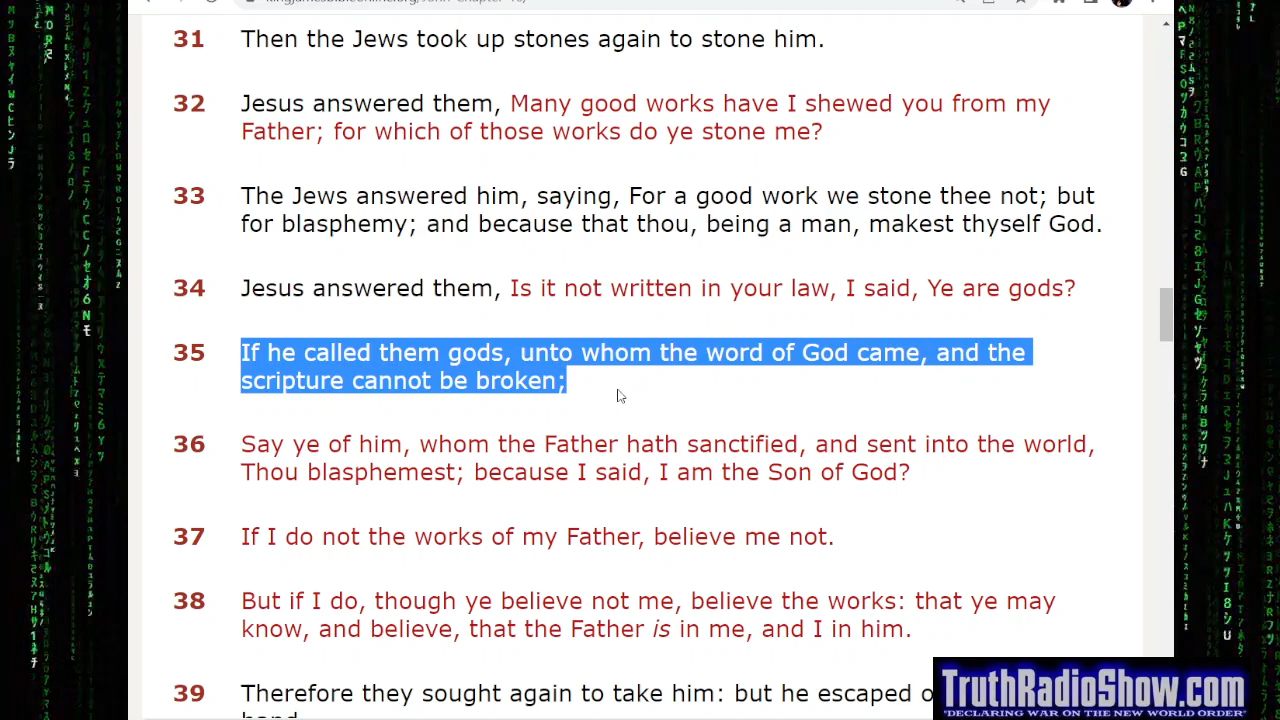 31 Then the Jews took up stones again to stone him.
32 Jesus answered them, Many good works have I shewed you from my
Father; for which of those works do ye stone me?
33 The Jews answered him, saying, For a good work we stone thee not; but
for blasphemy; and because that thou, being a man, makest thyself God.
34 Jesus answered them, Is it not written in your law, I said, Ye are gods?
35 If he called them gods, unto whom the word of God came, and the
scripture cannot be broken;
36 Say ye of him, whom the Father hath sanctified, and sent into the world,
Thou blasphemest; because I said, I am the Son of God?
37 If I do not the works of my Father, believe me not.
38 But if I do, though ye believe not me, believe the works: that ye may
know, and believe, that the Father is in me, and I in him.
39 Therefore they sought again to take him: but he escaped
TruthRadioShow.com
"DECLARING WAR ON THE NEW WORLD ORDER"